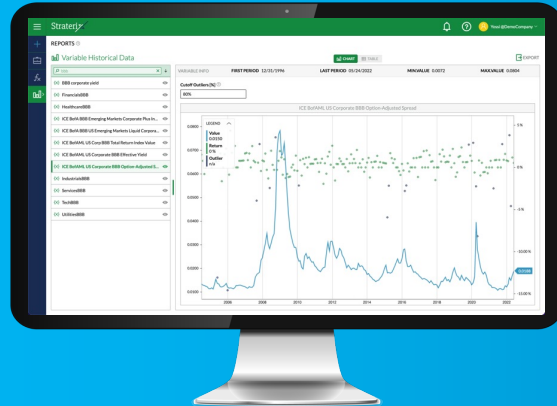 Straterix
Yossi @DemoCompany
REPORTS
Variable Historical Data
CHART
TABLE
EXPORT
BBB
VARIABLE INFO
FIRST PERIOD 12/31/1996
LAST PERIOD 05/24/2022
MIN VALUE 0.0072
MAX VALUE 0.0804
Cutoff Outliers [%]
80%
BBB corporate yield
FinancialsBBB
HealthcareBBB
ICE BofA BBB Emerging Markets Corporate Plus In...
ICE BofA BBB US Emerging Markets Liquid Corpora...
ICE BofAML US Corp BBB Total Return Index Value
ICE BofAML US Corporate BBB Effective Yield
ICE BofAML US Corporate BBB Option-Adjusted S...
IndustrialsBBB
ServicesBBB
TechBBB
UtilitiesBBB
ICE BofAML US Corporate BBB Option-Adjusted Spread
LEGEND
Value
0.0150
Return
0 %
Outlier
n/a
0.0800
0.0700
0.0600
0.0500
0.0400
0.0300
0.0200
0.0100
5 %
0 %
-5 %
-10.00 %
-15.00 %
2006 2008 2010 2012 2014 2016 2018 2020 2022